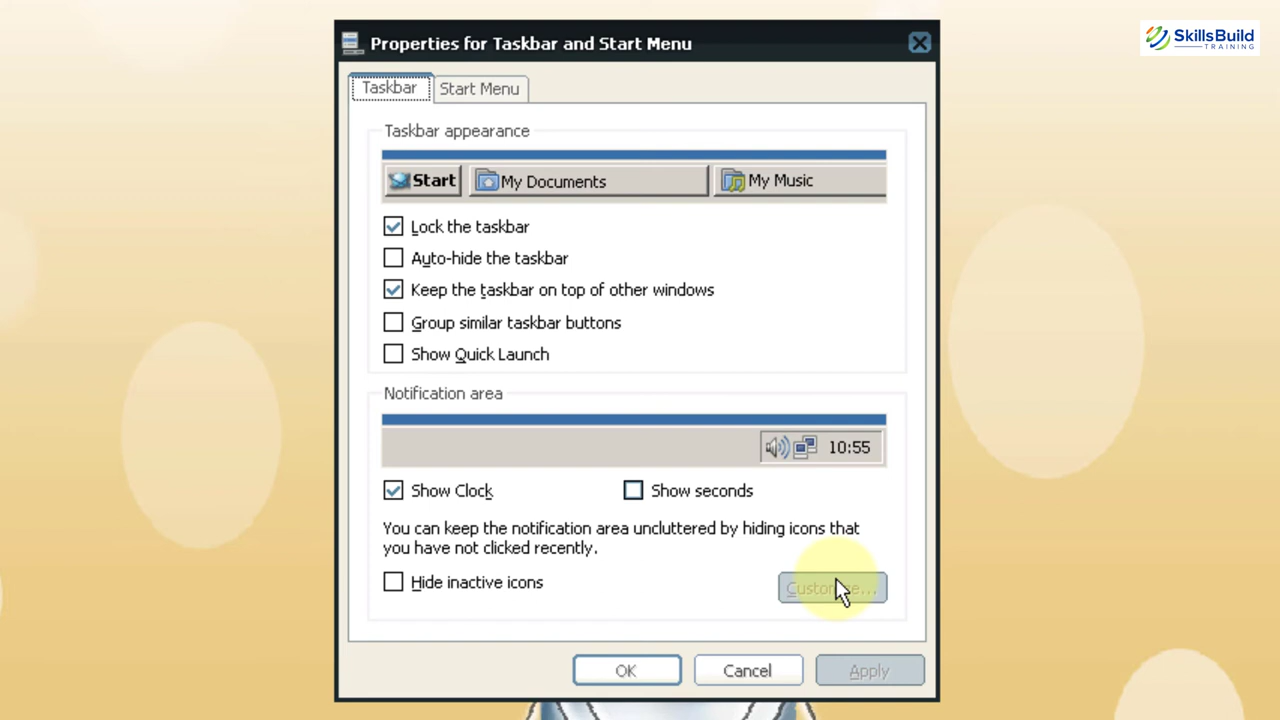 Properties for Taskbar and Start Menu
SkillsBuild
TRAINING
Taskbar
Start Menu
Taskbar appearance
Start
My Documents
My Music
Lock the taskbar
Auto-hide the taskbar
Keep the taskbar on top of other windows
Group similar taskbar buttons
Show Quick Launch
Notification area
10:55
Show Clock
Show seconds
You can keep the notification area uncluttered by hiding icons that
you have not clicked recently.
Hide inactive icons
Customize...
OK
Cancel
Apply